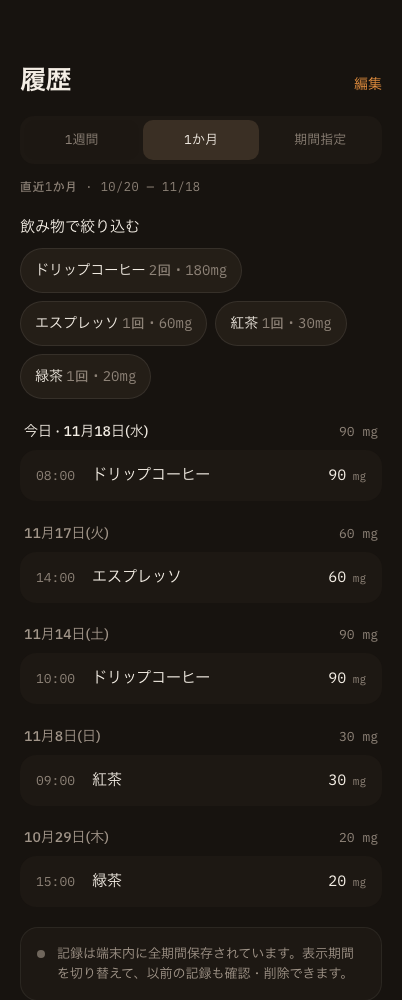 履歴
編集
1週間
1か月
期間指定
直近1か月 · 10/20 — 11/18
飲み物で絞り込む
ドリップコーヒー 2回・180mg
エスプレッソ 1回・60mg
紅茶 1回・30mg
緑茶 1回・20mg
今日・11月18日(水) 90 mg
08:00 ドリップコーヒー 90 mg
11月17日(火) 60 mg
14:00 エスプレッソ 60 mg
11月14日(土) 90 mg
10:00 ドリップコーヒー 90 mg
11月8日(日) 30 mg
09:00 紅茶 30 mg
10月29日(木) 20 mg
15:00 緑茶 20 mg
記録は端末内に全期間保存されています。表示期間
を切り替えて、以前の記録も確認・削除できます。